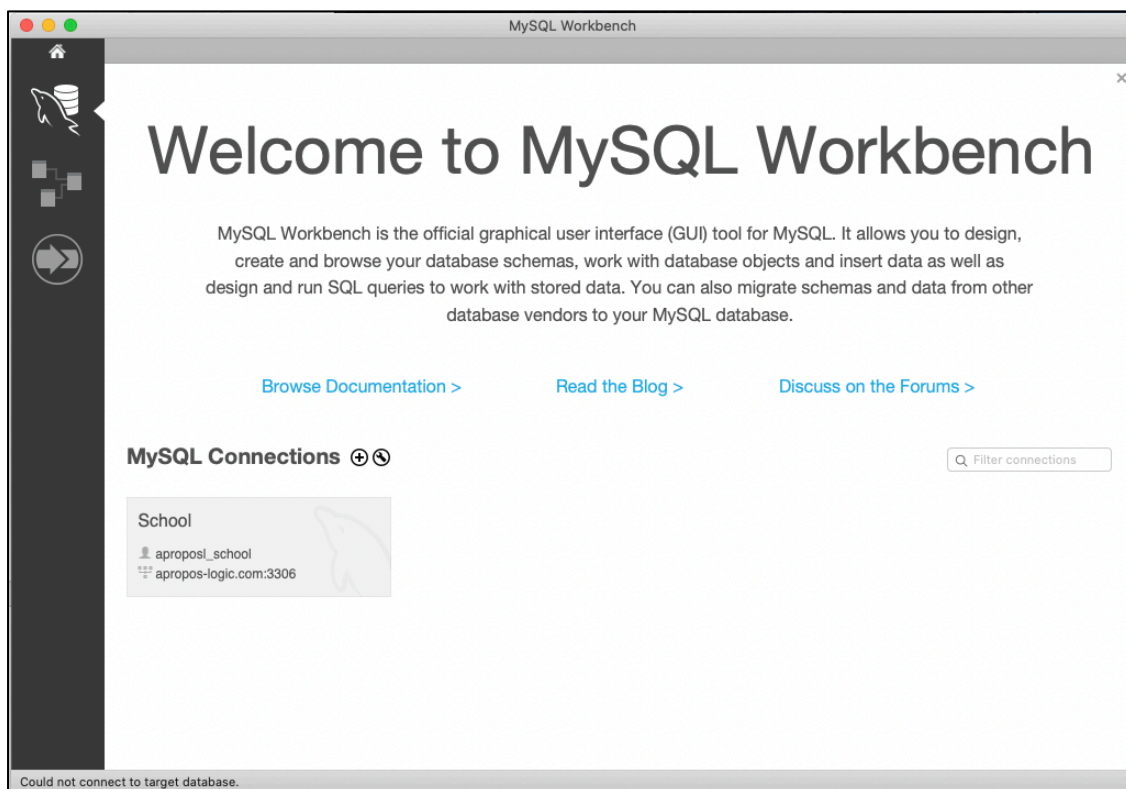 MySQL Workbench
Welcome to MySQL Workbench
MySQL Workbench is the official graphical user interface (GUI) tool for MySQL. It allows you to design,
create and browse your database schemas, work with database objects and insert data as well as
design and run SQL queries to work with stored data. You can also migrate schemas and data from other
database vendors to your MySQL database.
Browse Documentation >
Read the Blog >
Discuss on the Forums >
MySQL Connections
Filter connections
School
aproposl_school
apropos-logic.com:3306
Could not connect to target database.